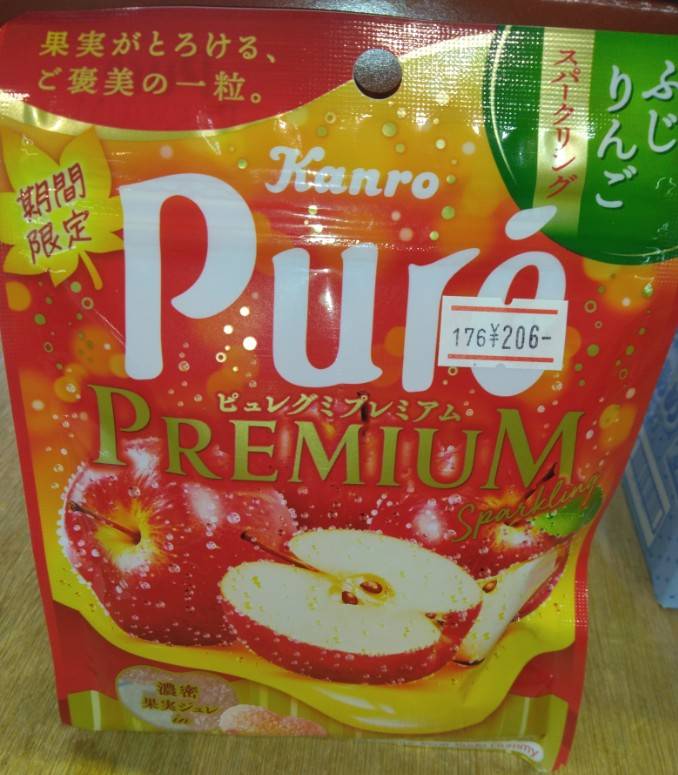 果実がとろける、
ご褒美の一粒。
ふじ
りんご
スパークリング
期間
限定
Kanro
Puré
176¥206-
ピュレグミプレミアム
PREMIUM
Sparkling
濃密
果実ジュレ
in